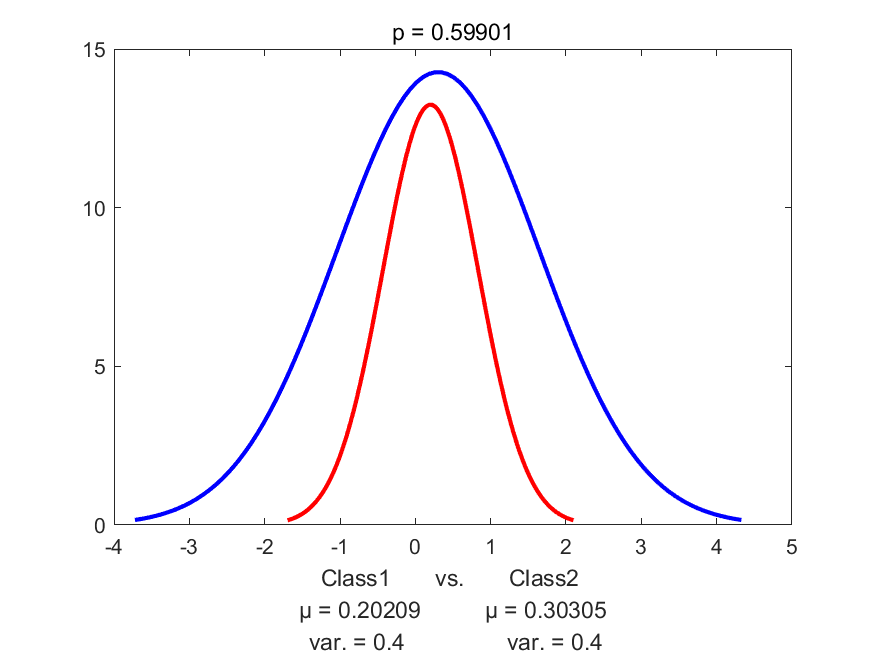 p = 0.59901
15
10
5
0
-4 -3 -2 -1 0 1 2 3 4 5
Class1 vs. Class2
μ = 0.20209 μ = 0.30305
var. = 0.4 var. = 0.4